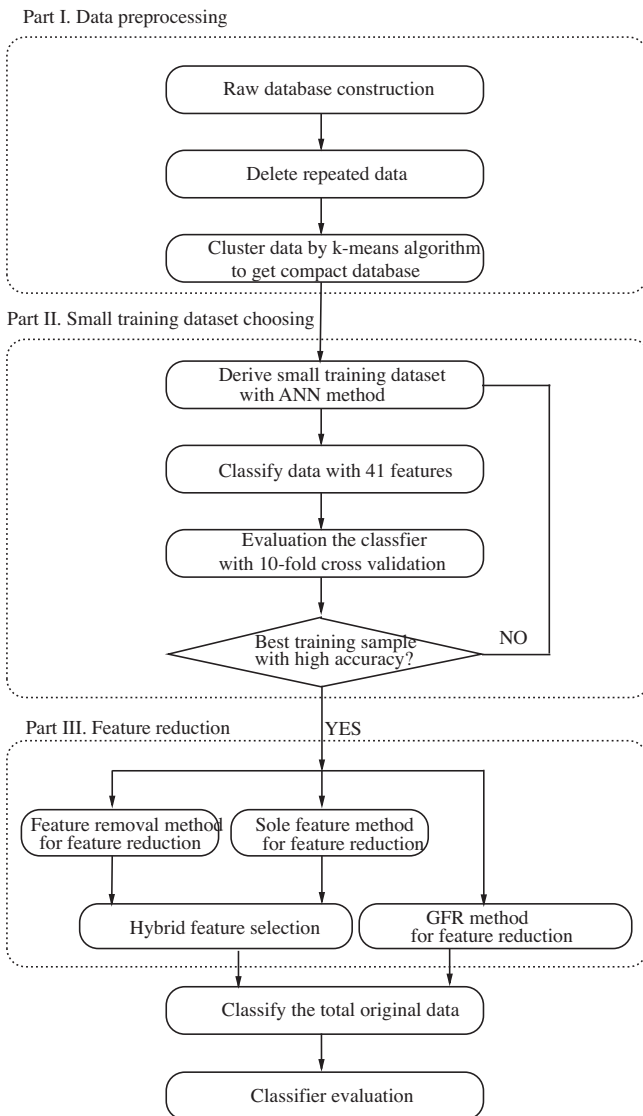 Part I. Data preprocessing
Raw database construction
Delete repeated data
Cluster data by k-means algorithm
to get compact database
Part II. Small training dataset choosing
Derive small training dataset
with ANN method
Classify data with 41 features
Evaluation the classfier
with 10-fold cross validation
Best training sample
with high accuracy?
NO
YES
Part III. Feature reduction
Feature removal method
for feature reduction
Sole feature method
for feature reduction
Hybrid feature selection
GFR method
for feature reduction
Classify the total original data
Classifier evaluation